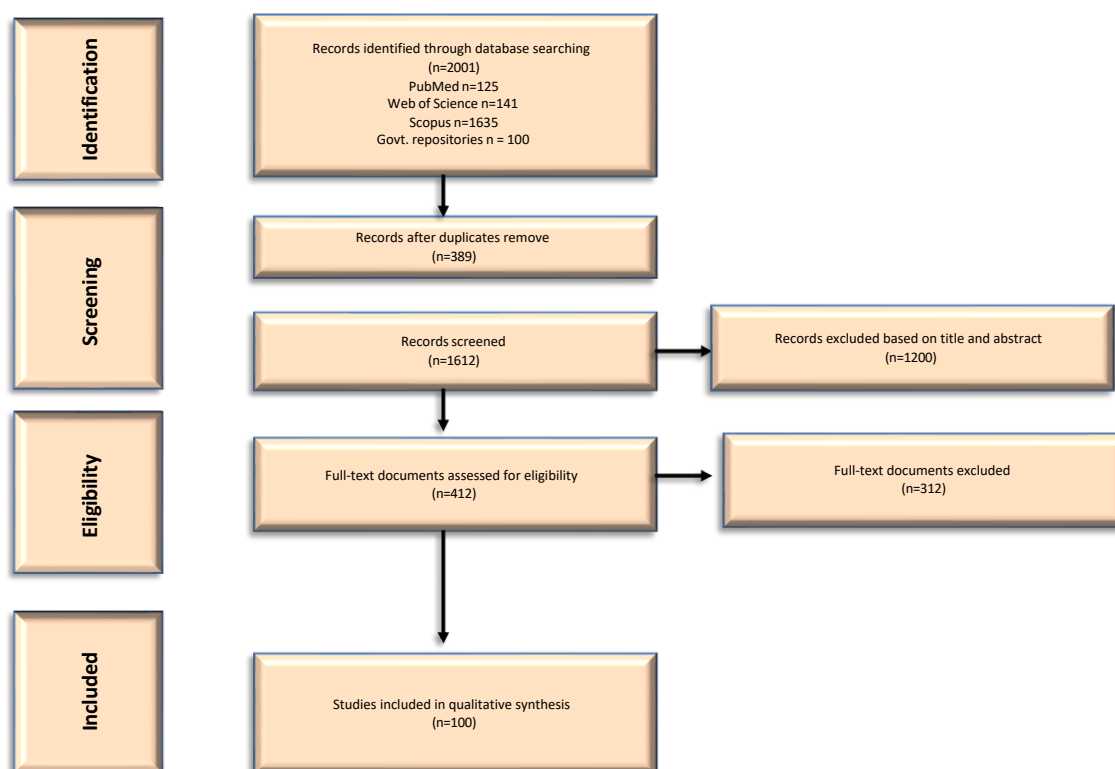 Identification
Records identified through database searching
(n=2001)
PubMed n=125
Web of Science n=141
Scopus n=1635
Govt. repositories n = 100
Screening
Records after duplicates remove
(n=389)
Records screened
(n=1612)
Records excluded based on title and abstract
(n=1200)
Eligibility
Full-text documents assessed for eligibility
(n=412)
Full-text documents excluded
(n=312)
Included
Studies included in qualitative synthesis
(n=100)